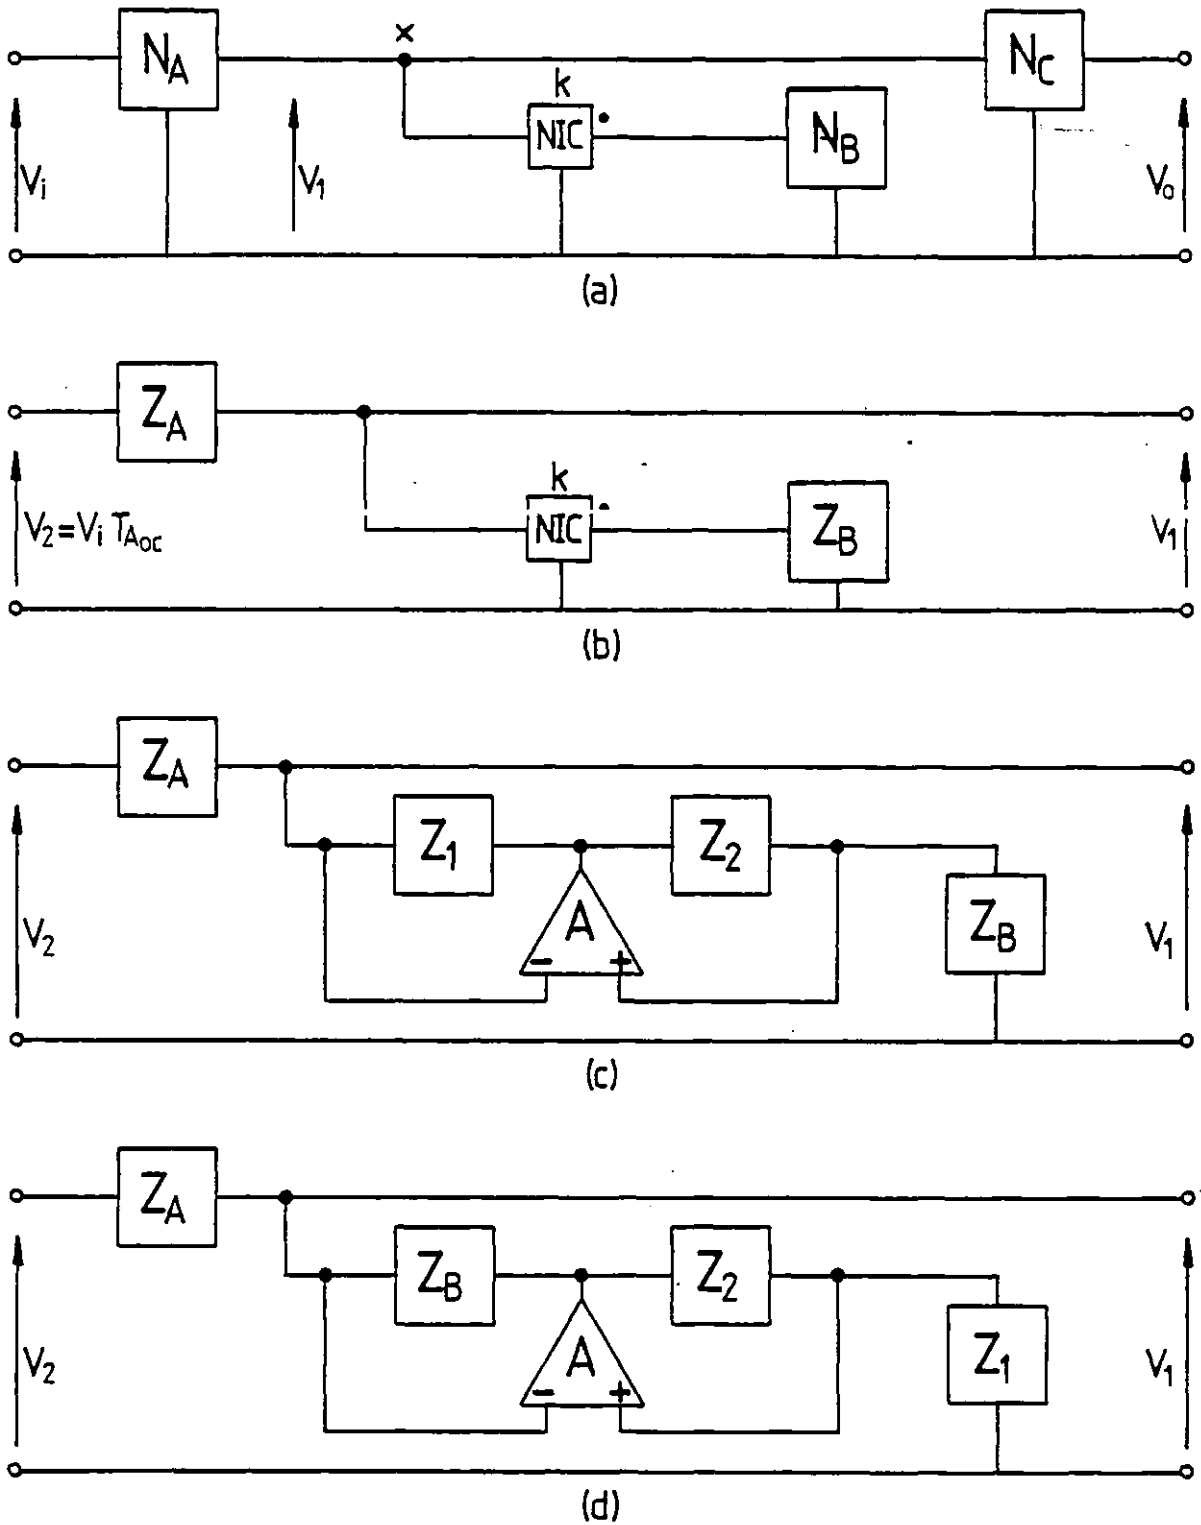 x
N_A
N_C
k
NIC
N_B
V_i
V_1
V_o
(a)
Z_A
k
NIC
Z_B
V_2 = V_i T_Aoc
V_1
(b)
Z_A
Z_1
Z_2
A
- +
Z_B
V_2
V_1
(c)
Z_A
Z_B
Z_2
A
- +
Z_1
V_2
V_1
(d)